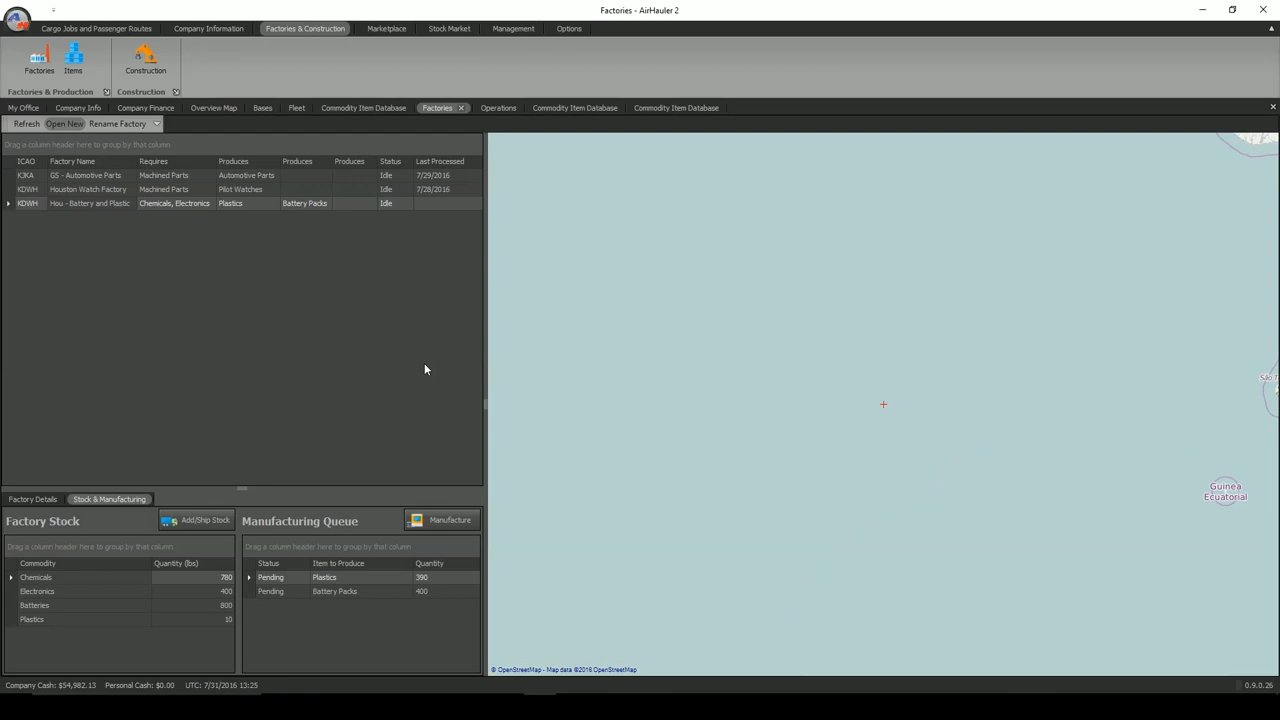 Factories - AirHauler 2
Cargo Jobs and Passenger Routes Company Information Factories & Construction Marketplace Stock Market Management Options
Factories Items Construction
Factories & Production Construction
My Office Company Info Company Finance Overview Map Bases Fleet Commodity Item Database Factories Operations Commodity Item Database Commodity Item Database
Refresh Open New Rename Factory
Drag a column header here to group by that column
ICAO Factory Name Requires Produces Produces Produces Status Last Processed
KJKA GS - Automotive Parts Machined Parts Automotive Parts Idle 7/29/2016
KDWH Houston Watch Factory Machined Parts Pilot Watches Idle 7/28/2016
KDWH Hou - Battery and Plastic Chemicals, Electronics Plastics Battery Packs Idle
São T
Guinea
Ecuatorial
Factory Details Stock & Manufacturing
Factory Stock Add/Ship Stock Manufacturing Queue Manufacture
Drag a column header here to group by that column Drag a column header here to group by that column
Commodity Quantity (lbs) Status Item to Produce Quantity
Chemicals 780 Pending Plastics 390
Electronics 400 Pending Battery Packs 400
Batteries 800
Plastics 10
© OpenStreetMap - Map data ©2016 OpenStreetMap
Company Cash: $54,982.13 Personal Cash: $0.00 UTC: 7/31/2016 13:25 0.9.0.26